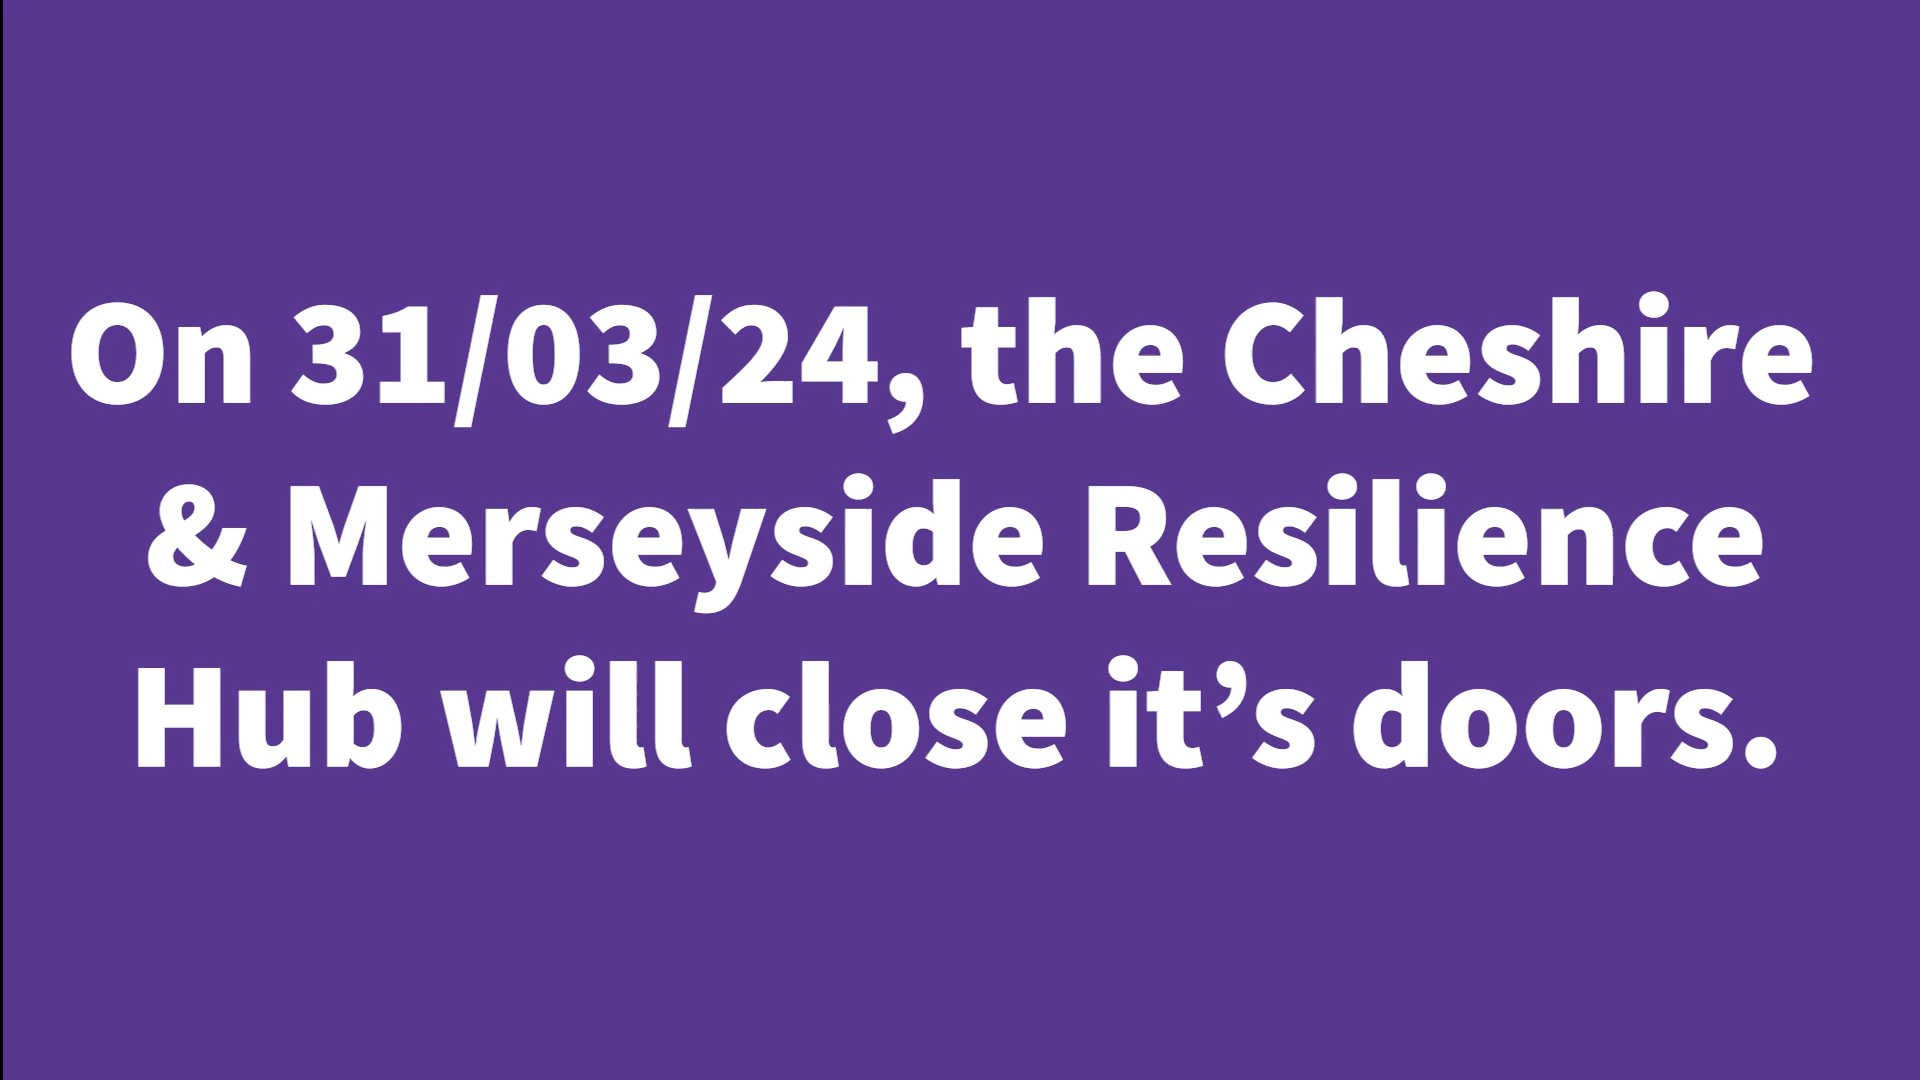 On 31/03/24, the Cheshire
& Merseyside Resilience
Hub will close it’s doors.